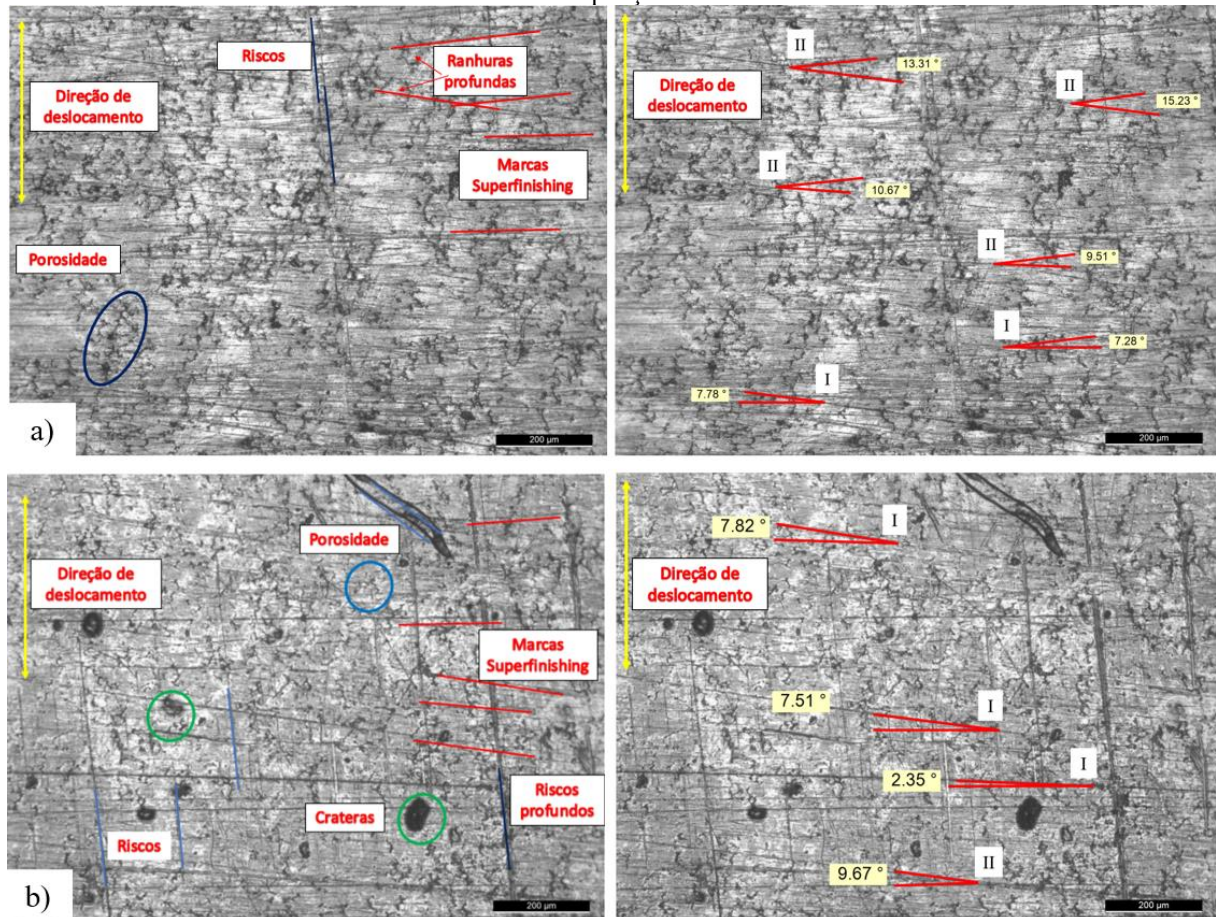 Riscos
Ranhuras
profundas
Direção de
deslocamento
Marcas
Superfinishing
Porosidade
a)
200 µm
II
13.31 °
Direção de
deslocamento
II
15.23 °
II
10.67 °
II
9.51 °
I
7.28 °
I
7.78 °
200 µm
Porosidade
Direção de
deslocamento
Marcas
Superfinishing
Riscos
profundos
Crateras
Riscos
b)
200 µm
I
7.82 °
Direção de
deslocamento
7.51 °
I
I
2.35 °
II
9.67 °
200 µm